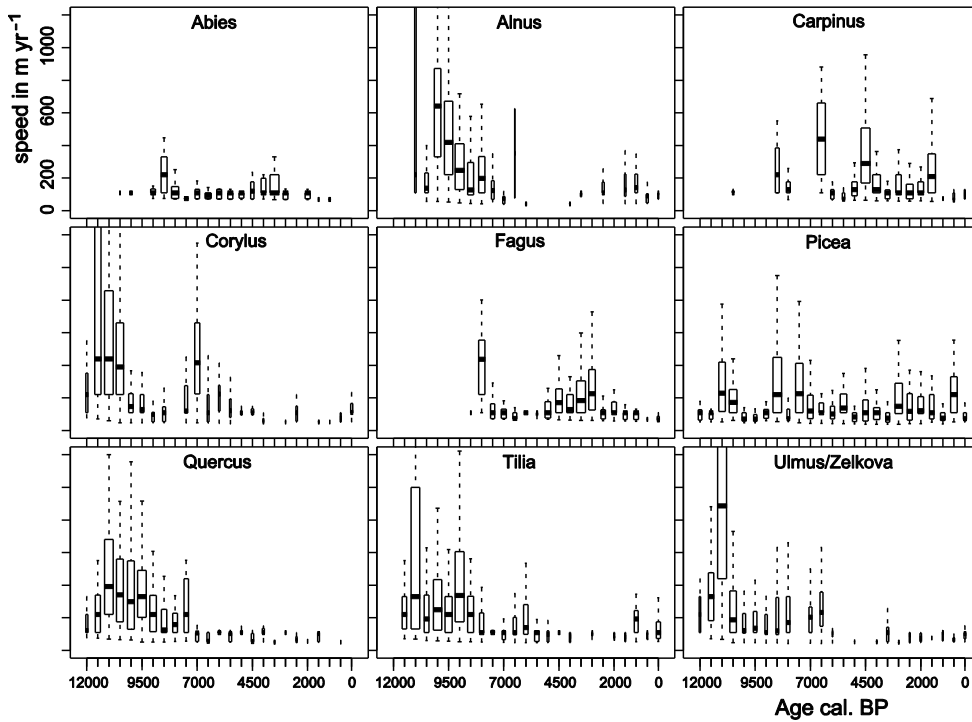 Abies
Alnus
Carpinus
speed in m yr⁻¹
1000
600
200
0
Corylus
Fagus
Picea
Quercus
Tilia
Ulmus/Zelkova
12000 9500 7000 4500 2000 0
12000 9500 7000 4500 2000 0
12000 9500 7000 4500 2000 0
Age cal. BP